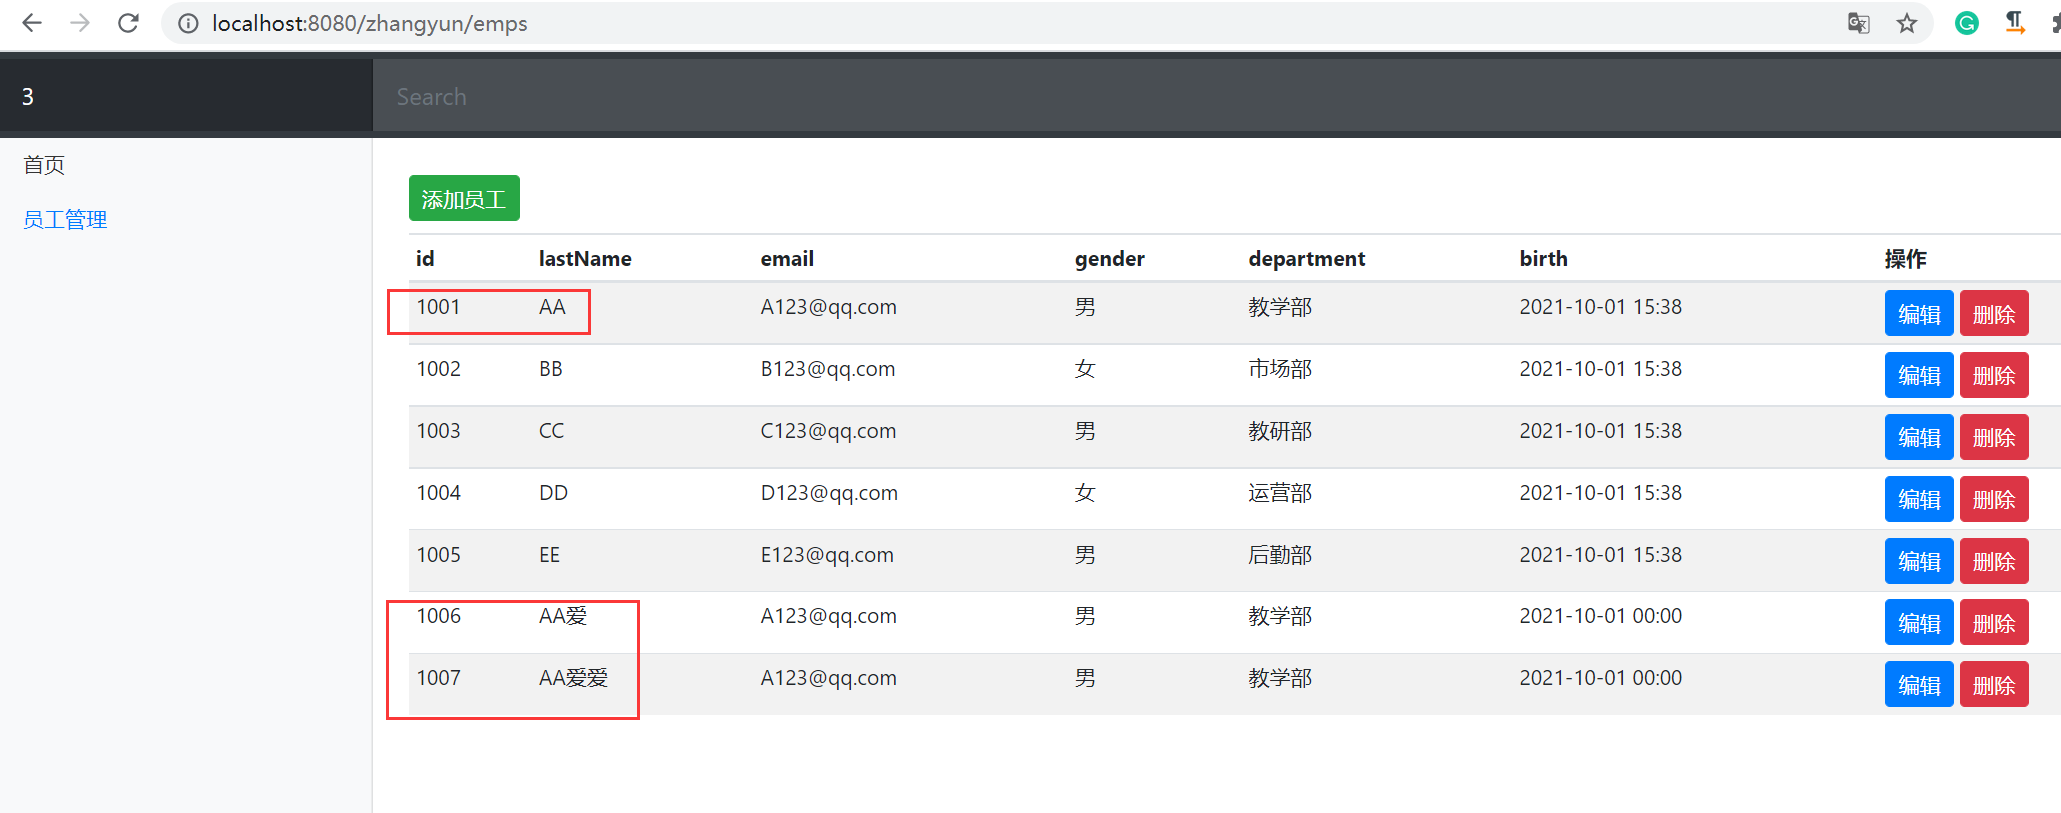 localhost:8080/zhangyun/emps
3
Search
首页
员工管理
添加员工
id lastName email gender department birth 操作
1001 AA A123@qq.com 男 教学部 2021-10-01 15:38 编辑 删除
1002 BB B123@qq.com 女 市场部 2021-10-01 15:38 编辑 删除
1003 CC C123@qq.com 男 教研部 2021-10-01 15:38 编辑 删除
1004 DD D123@qq.com 女 运营部 2021-10-01 15:38 编辑 删除
1005 EE E123@qq.com 男 后勤部 2021-10-01 15:38 编辑 删除
1006 AA爱 A123@qq.com 男 教学部 2021-10-01 00:00 编辑 删除
1007 AA爱爱 A123@qq.com 男 教学部 2021-10-01 00:00 编辑 删除